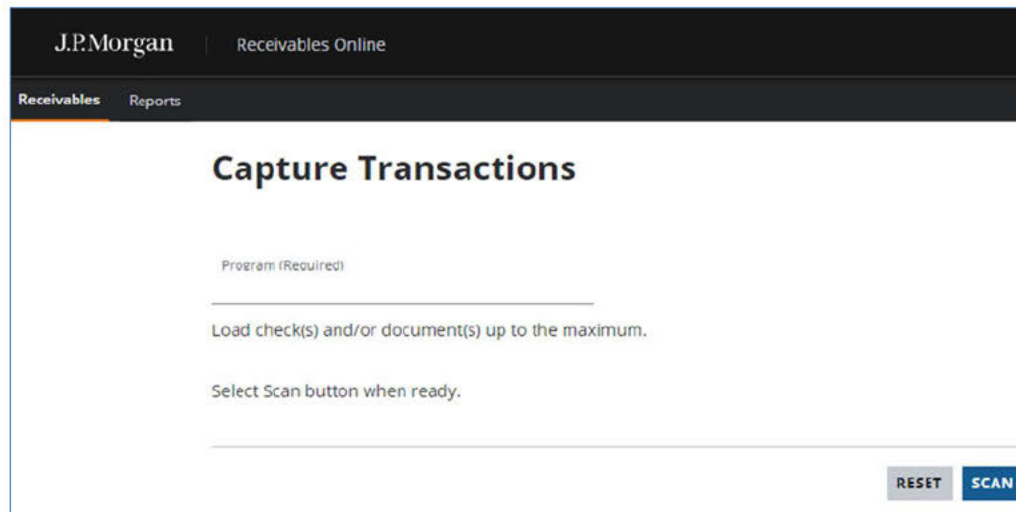 J.P.Morgan Receivables Online
Receivables Reports
Capture Transactions
Program (Required)
Load check(s) and/or document(s) up to the maximum.
Select Scan button when ready.
RESET SCAN